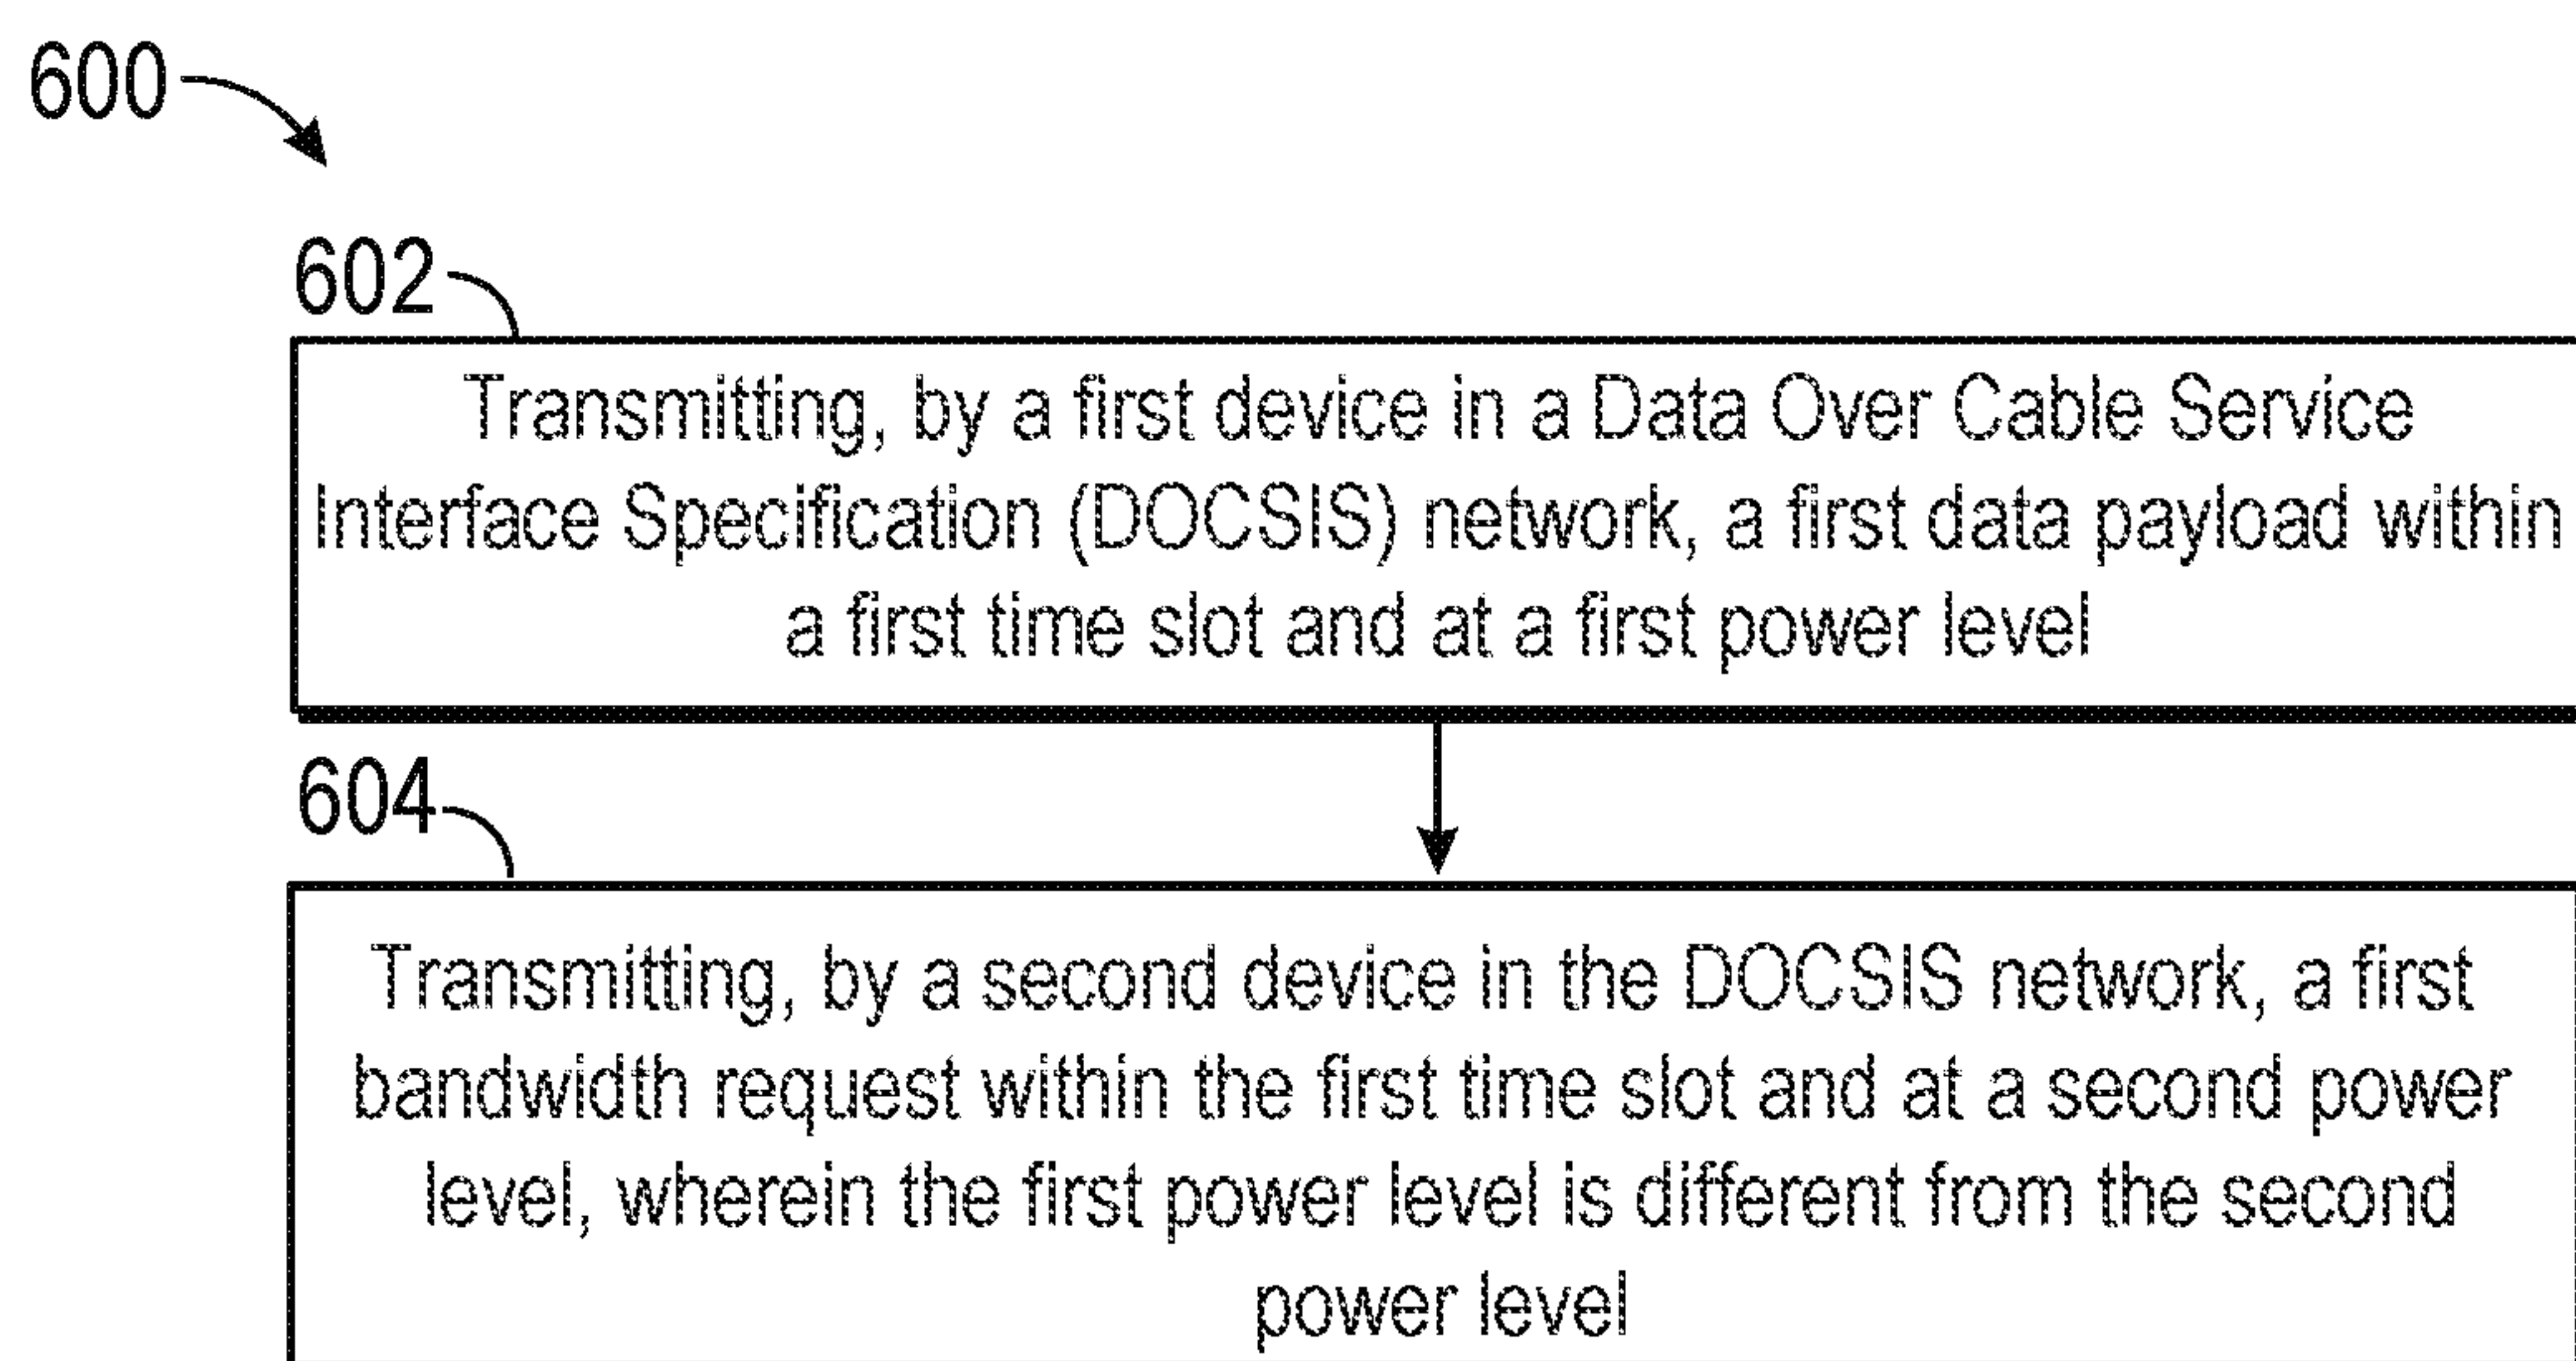 600
602
Transmitting, by a first device in a Data Over Cable Service
Interface Specification (DOCSIS) network, a first data payload within
a first time slot and at a first power level
604
Transmitting, by a second device in the DOCSIS network, a first
bandwidth request within the first time slot and at a second power
level, wherein the first power level is different from the second
power level